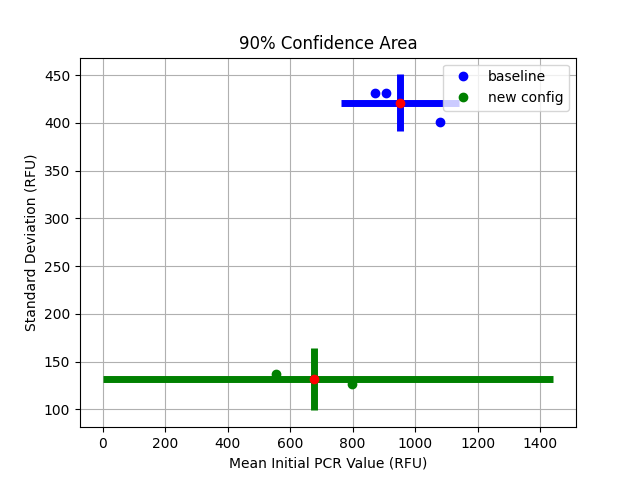 90% Confidence Area
baseline
new config
450
400
350
300
250
200
150
100
Standard Deviation (RFU)
0 200 400 600 800 1000 1200 1400
Mean Initial PCR Value (RFU)